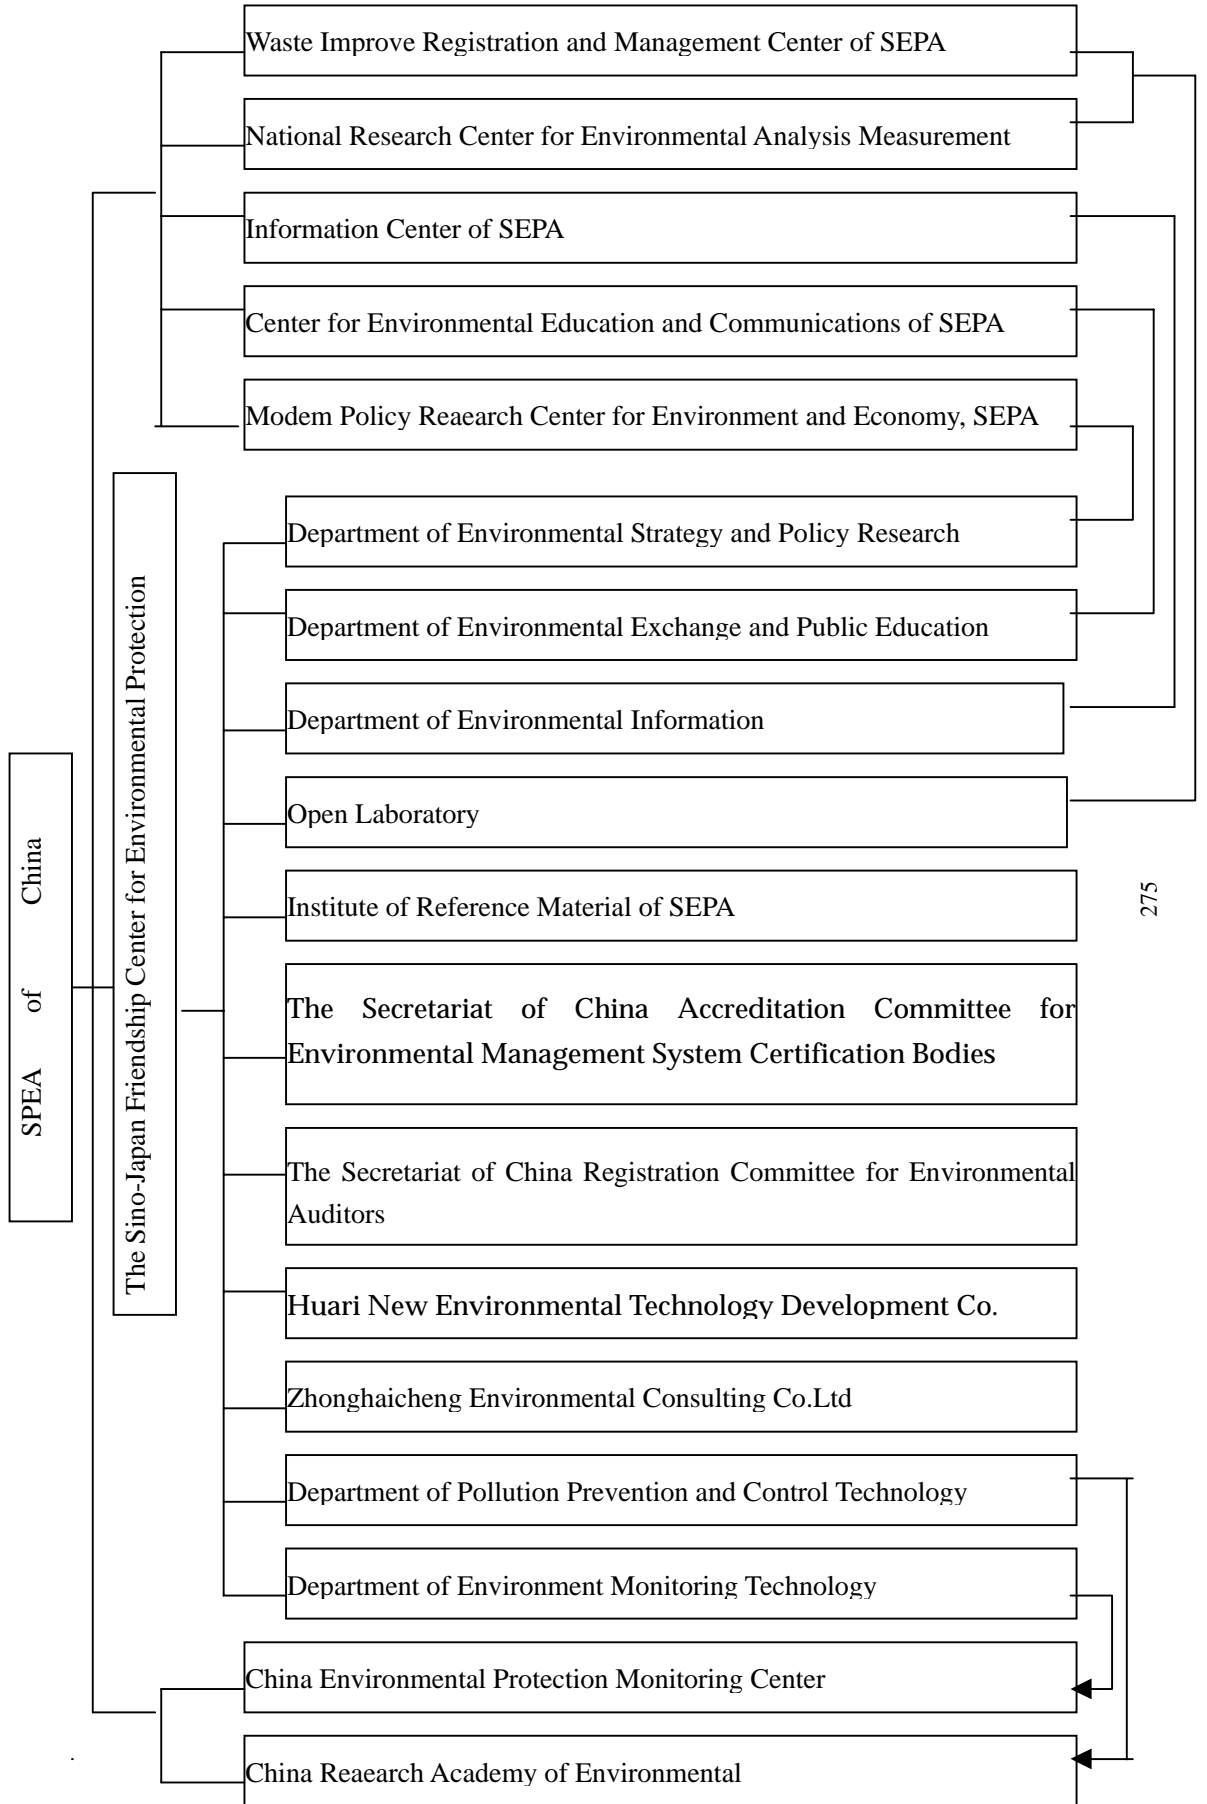 Waste Improve Registration and Management Center of SEPA
National Research Center for Environmental Analysis Measurement
Information Center of SEPA
Center for Environmental Education and Communications of SEPA
Modem Policy Reaearch Center for Environment and Economy, SEPA
SPEA of China
The Sino-Japan Friendship Center for Environmental Protection
Department of Environmental Strategy and Policy Research
Department of Environmental Exchange and Public Education
Department of Environmental Information
Open Laboratory
Institute of Reference Material of SEPA
The Secretariat of China Accreditation Committee for
Environmental Management System Certification Bodies
The Secretariat of China Registration Committee for Environmental
Auditors
Huari New Environmental Technology Development Co.
Zhonghaicheng Environmental Consulting Co.Ltd
Department of Pollution Prevention and Control Technology
Department of Environment Monitoring Technology
China Environmental Protection Monitoring Center
China Reaearch Academy of Environmental
275